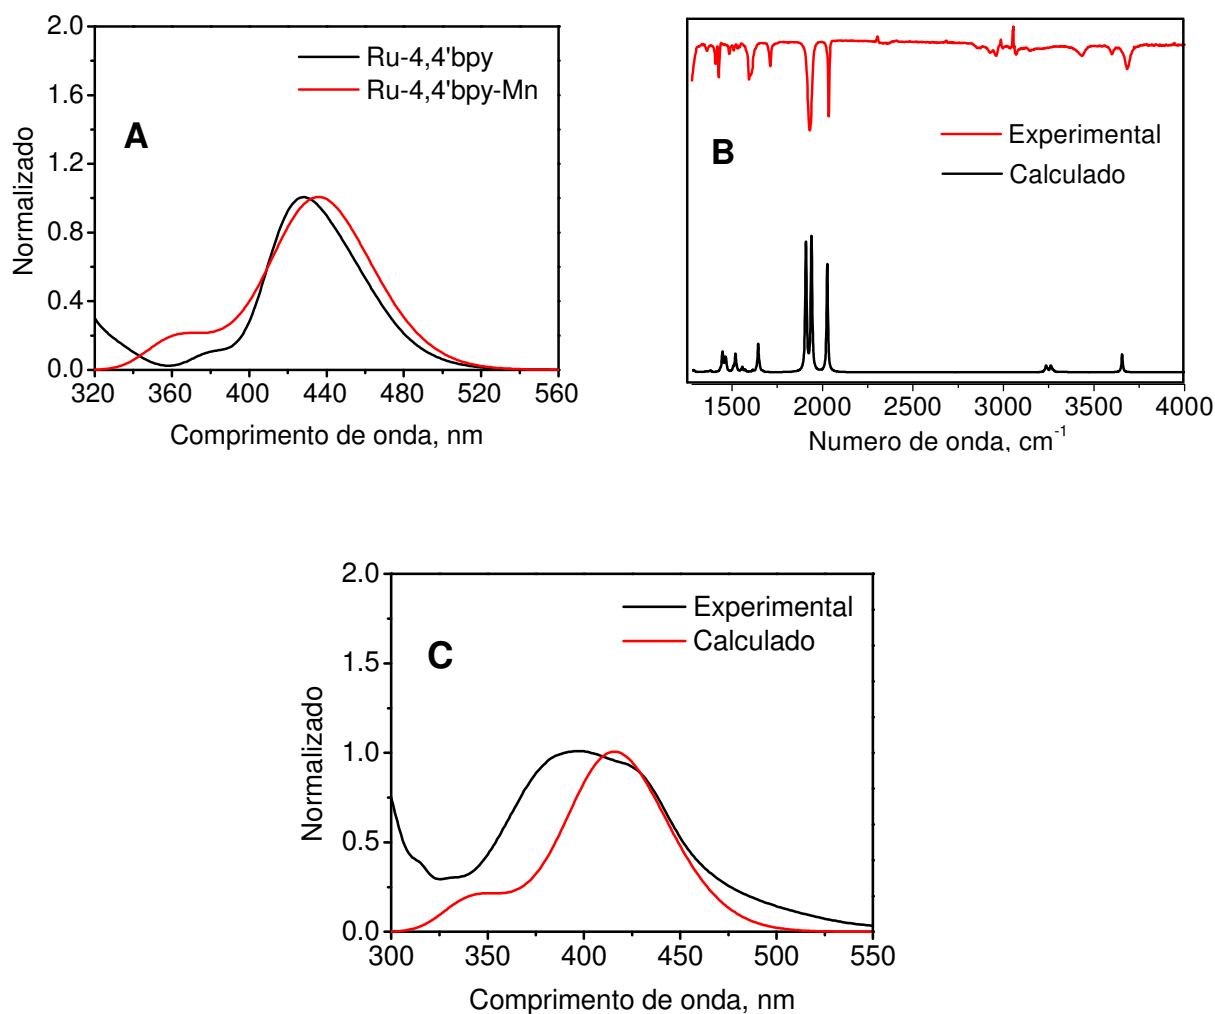 2.0
1.6
1.2
0.8
0.4
0.0
Normalizado
A
Ru-4,4'bpy
Ru-4,4'bpy-Mn
320 360 400 440 480 520 560
Comprimento de onda, nm
B
Experimental
Calculado
1500 2000 2500 3000 3500 4000
Numero de onda, cm⁻¹
2.0
1.5
1.0
0.5
0.0
Normalizado
C
Experimental
Calculado
300 350 400 450 500 550
Comprimento de onda, nm